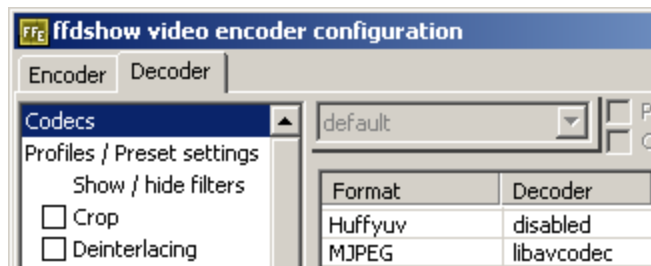 FFE ffdshow video encoder configuration
Encoder Decoder
Codecs
Profiles / Preset settings
Show / hide filters
Crop
Deinterlacing
default
Format Decoder
Huffyuv disabled
MJPEG libavcodec